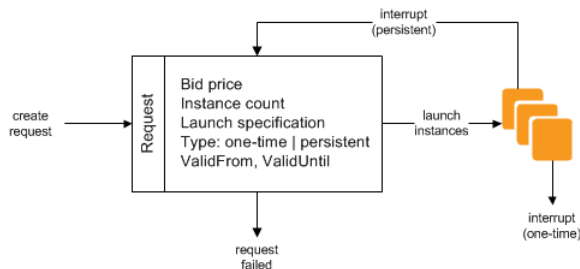 interrupt
(persistent)
create
request
Request
Bid price
Instance count
Launch specification
Type: one-time | persistent
ValidFrom, ValidUntil
launch
instances
request
failed
interrupt
(one-time)